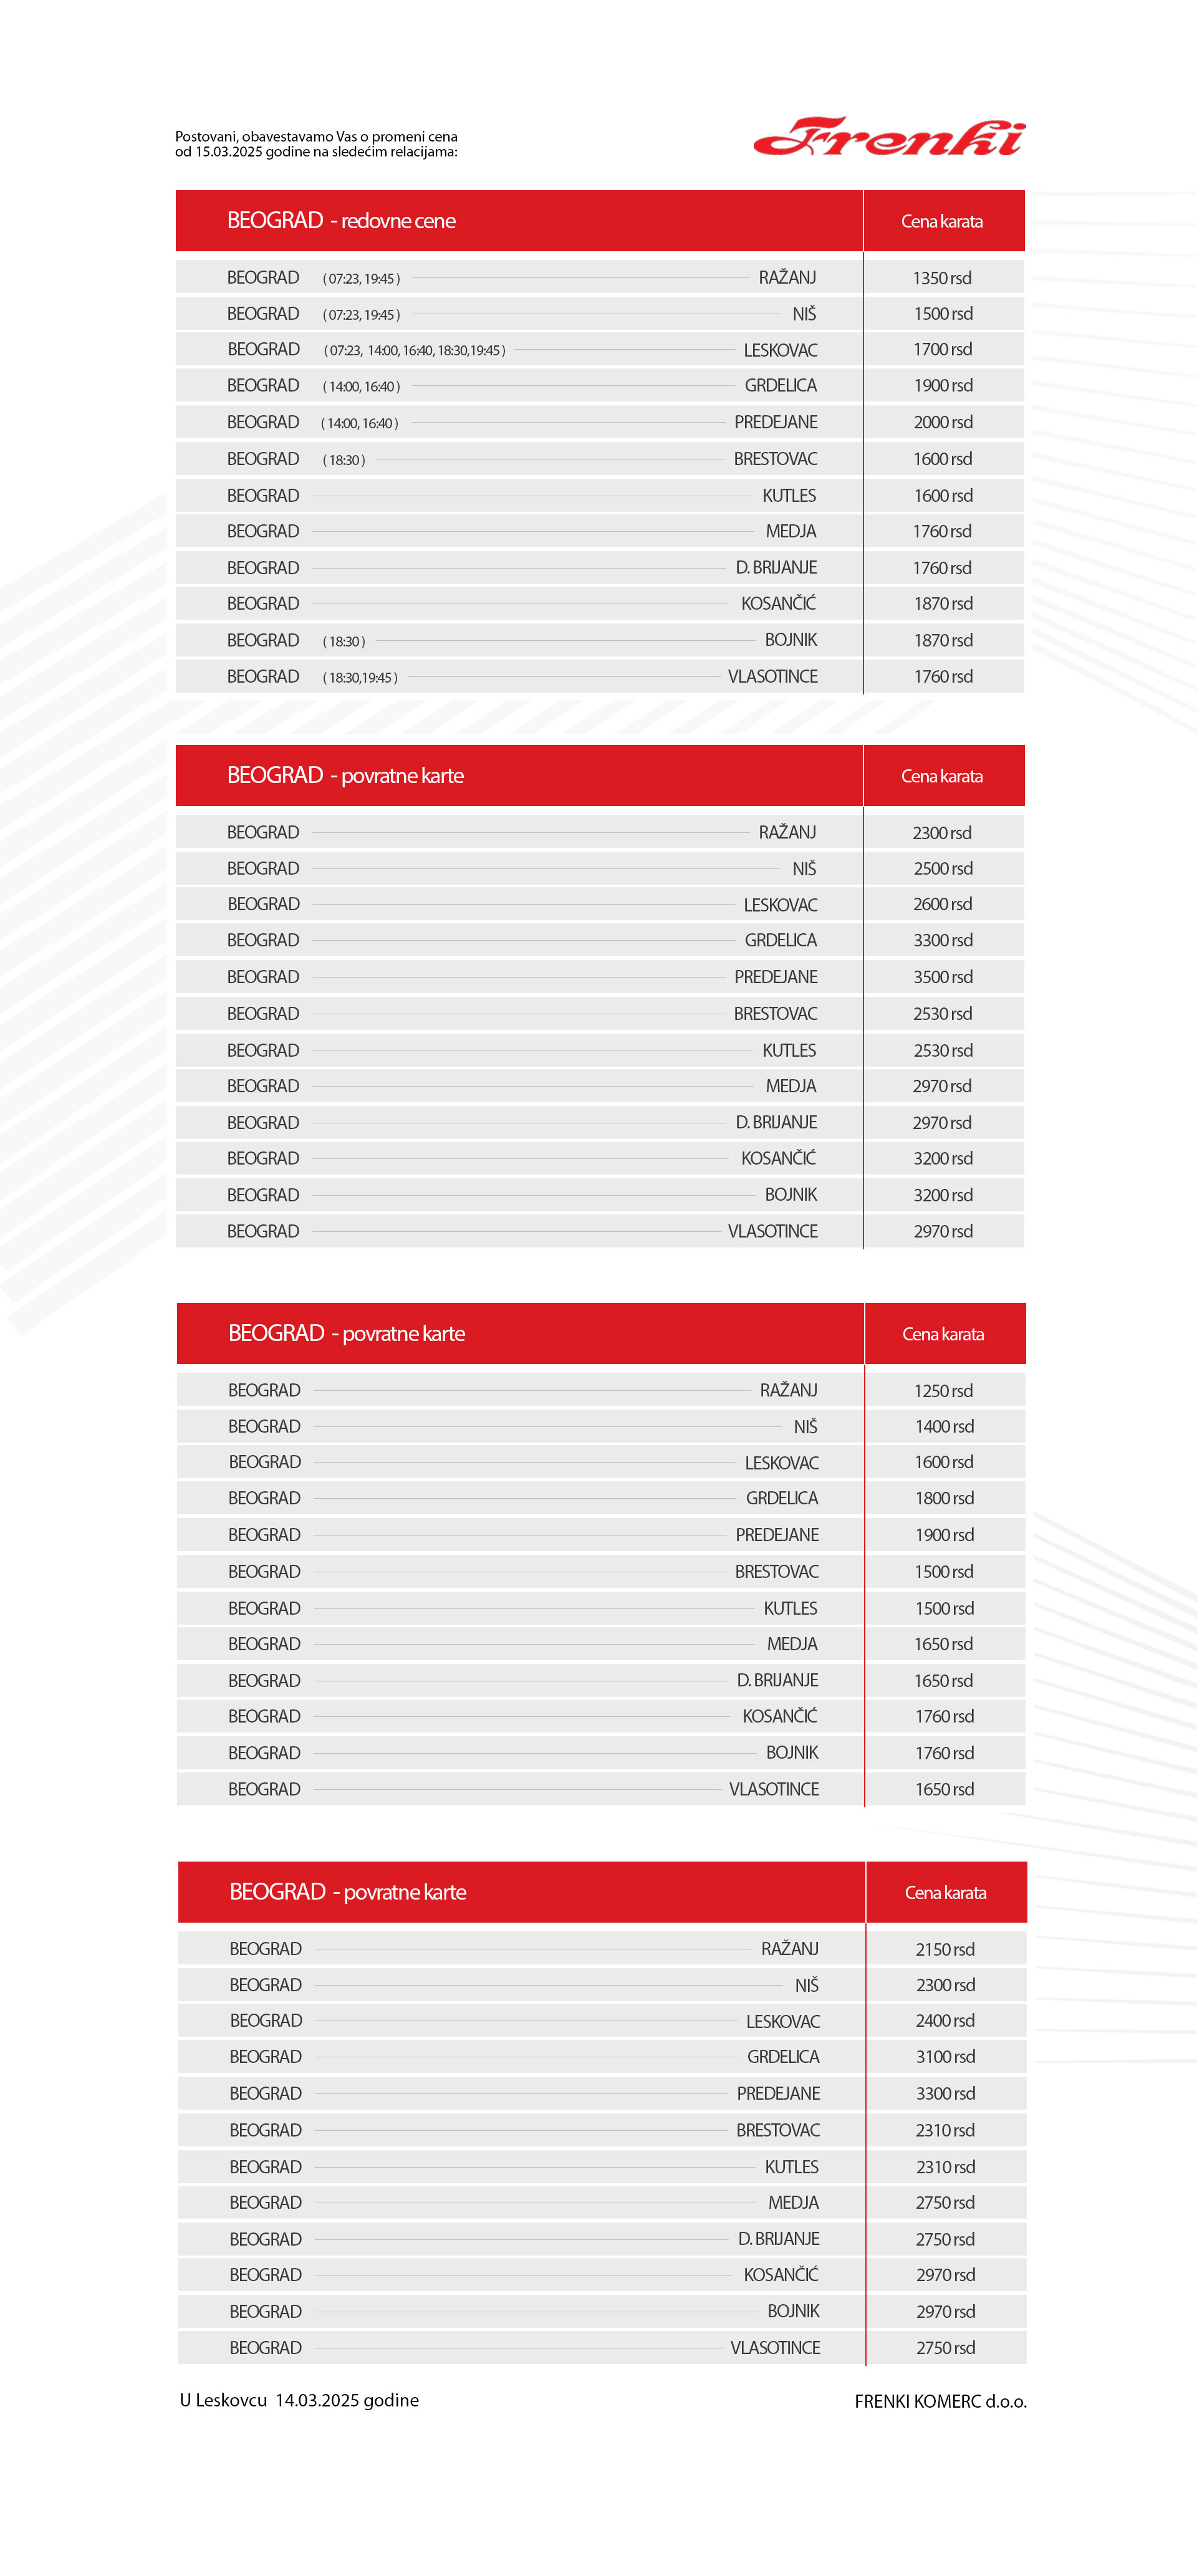 Postovani, obavestavamo Vas o promeni cena
od 15.03.2025 godine na sledećim relacijama:
Frenki
BEOGRAD - redovne cene Cena karata
BEOGRAD ( 07:23, 19:45 ) RAŽANJ 1350 rsd
BEOGRAD ( 07:23, 19:45 ) NIŠ 1500 rsd
BEOGRAD ( 07:23, 14:00, 16:40, 18:30,19:45 ) LESKOVAC 1700 rsd
BEOGRAD ( 14:00, 16:40 ) GRDELICA 1900 rsd
BEOGRAD ( 14:00, 16:40 ) PREDEJANE 2000 rsd
BEOGRAD ( 18:30 ) BRESTOVAC 1600 rsd
BEOGRAD KUTLES 1600 rsd
BEOGRAD MEDJA 1760 rsd
BEOGRAD D. BRIJANJE 1760 rsd
BEOGRAD KOSANČIĆ 1870 rsd
BEOGRAD ( 18:30 ) BOJNIK 1870 rsd
BEOGRAD ( 18:30,19:45 ) VLASOTINCE 1760 rsd
BEOGRAD - povratne karte Cena karata
BEOGRAD RAŽANJ 2300 rsd
BEOGRAD NIŠ 2500 rsd
BEOGRAD LESKOVAC 2600 rsd
BEOGRAD GRDELICA 3300 rsd
BEOGRAD PREDEJANE 3500 rsd
BEOGRAD BRESTOVAC 2530 rsd
BEOGRAD KUTLES 2530 rsd
BEOGRAD MEDJA 2970 rsd
BEOGRAD D. BRIJANJE 2970 rsd
BEOGRAD KOSANČIĆ 3200 rsd
BEOGRAD BOJNIK 3200 rsd
BEOGRAD VLASOTINCE 2970 rsd
BEOGRAD - povratne karte Cena karata
BEOGRAD RAŽANJ 1250 rsd
BEOGRAD NIŠ 1400 rsd
BEOGRAD LESKOVAC 1600 rsd
BEOGRAD GRDELICA 1800 rsd
BEOGRAD PREDEJANE 1900 rsd
BEOGRAD BRESTOVAC 1500 rsd
BEOGRAD KUTLES 1500 rsd
BEOGRAD MEDJA 1650 rsd
BEOGRAD D. BRIJANJE 1650 rsd
BEOGRAD KOSANČIĆ 1760 rsd
BEOGRAD BOJNIK 1760 rsd
BEOGRAD VLASOTINCE 1650 rsd
BEOGRAD - povratne karte Cena karata
BEOGRAD RAŽANJ 2150 rsd
BEOGRAD NIŠ 2300 rsd
BEOGRAD LESKOVAC 2400 rsd
BEOGRAD GRDELICA 3100 rsd
BEOGRAD PREDEJANE 3300 rsd
BEOGRAD BRESTOVAC 2310 rsd
BEOGRAD KUTLES 2310 rsd
BEOGRAD MEDJA 2750 rsd
BEOGRAD D. BRIJANJE 2750 rsd
BEOGRAD KOSANČIĆ 2970 rsd
BEOGRAD BOJNIK 2970 rsd
BEOGRAD VLASOTINCE 2750 rsd
U Leskovcu 14.03.2025 godine FRENKI KOMERC d.o.o.